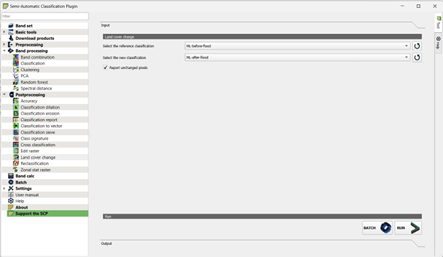 Semi-Automatic Classification Plugin
Filter
Band set
Basic tools
Download products
Preprocessing
Band processing
Band combination
Classification
Clustering
PCA
Random forest
Spectral distance
Postprocessing
Accuracy
Classification dilation
Classification erosion
Classification report
Classification to vector
Classification sieve
Class signature
Cross classification
Edit raster
Land cover change
Reclassification
Zonal stat raster
Band calc
Batch
Settings
User manual
Help
About
Support the SCP
Input
Land cover change
Select the reference classification
ML-before-flood
Select the new classification
ML-after-flood
Report unchanged pixels
Run
BATCH
RUN
Output
Tool
Help